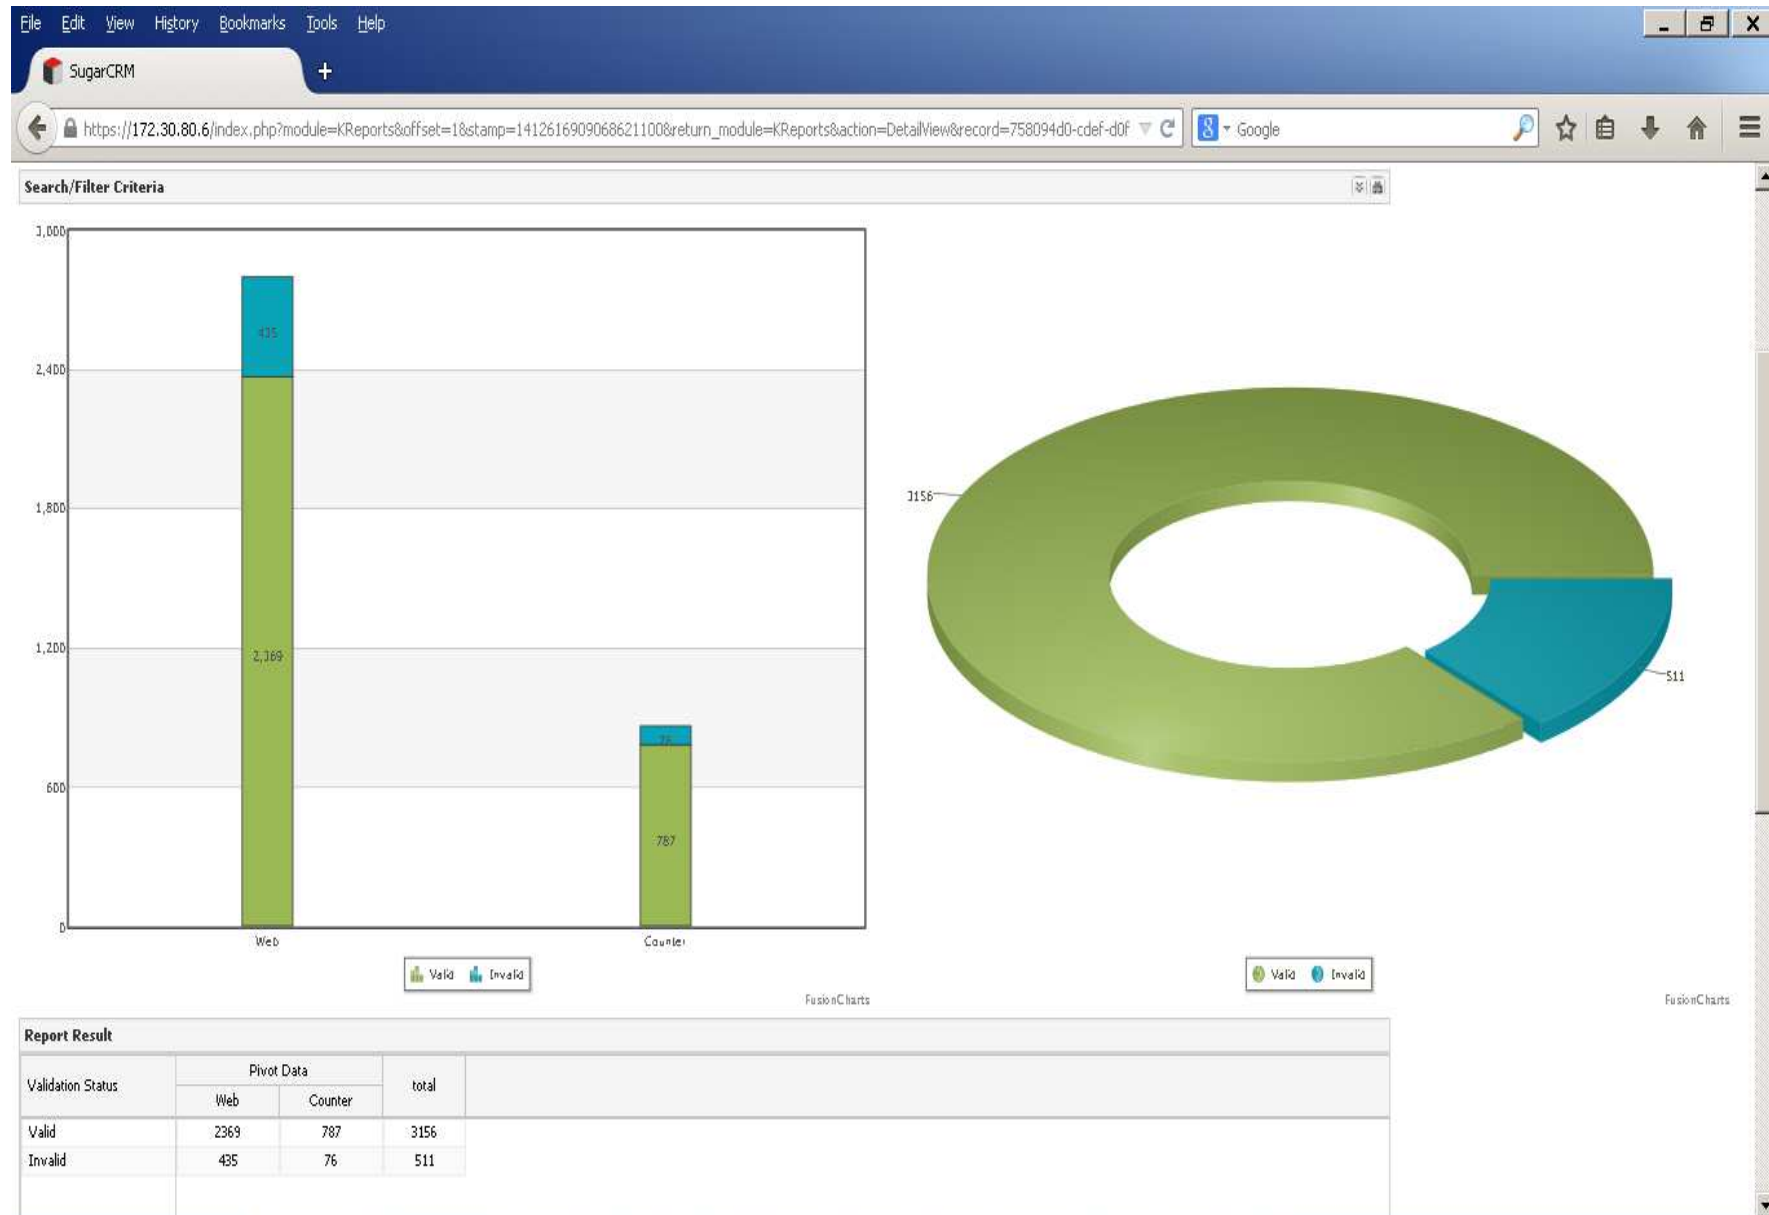 File Edit View History Bookmarks Tools Help
SugarCRM
https://172.30.80.6/index.php?module=KReports&offset=1&stamp=1412616909068621100&return_module=KReports&action=DetailView&record=758094d0-cdef-d0f
8 Google
Search/Filter Criteria
3,000
2,400
1,800
1,200
600
0
435
2,369
76
787
Web Counter
Valid Invalid
FusionCharts
3156
511
Valid Invalid
FusionCharts
Report Result
Validation Status Pivot Data total
Web Counter
Valid 2369 787 3156
Invalid 435 76 511